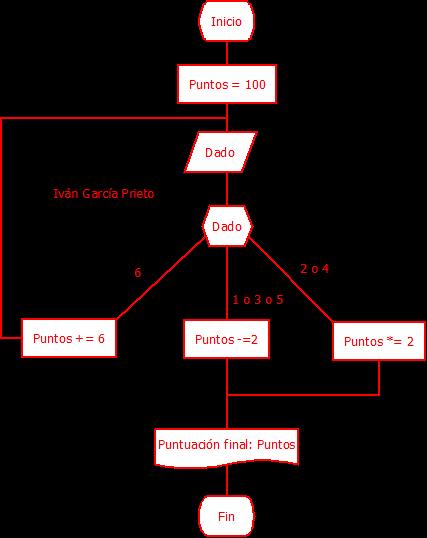 Inicio
Puntos = 100
Dado
Iván García Prieto
Dado
6
2 o 4
1 o 3 o 5
Puntos += 6
Puntos -=2
Puntos *= 2
Puntuación final: Puntos
Fin